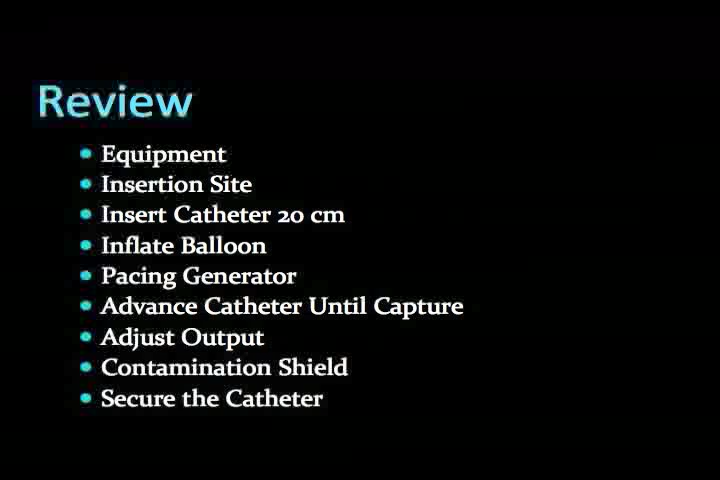 Review
Equipment
Insertion Site
Insert Catheter 20 cm
Inflate Balloon
Pacing Generator
Advance Catheter Until Capture
Adjust Output
Contamination Shield
Secure the Catheter